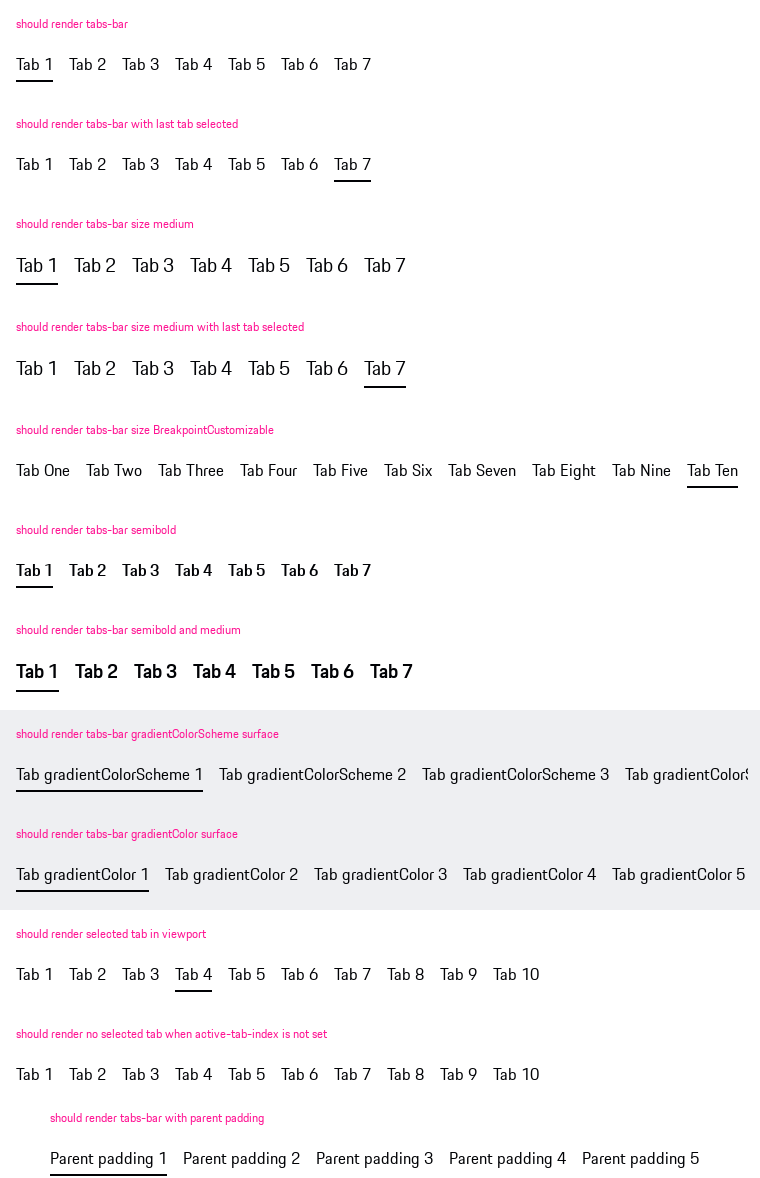 should render tabs-bar
Tab 1 Tab 2 Tab 3 Tab 4 Tab 5 Tab 6 Tab 7
should render tabs-bar with last tab selected
Tab 1 Tab 2 Tab 3 Tab 4 Tab 5 Tab 6 Tab 7
should render tabs-bar size medium
Tab 1 Tab 2 Tab 3 Tab 4 Tab 5 Tab 6 Tab 7
should render tabs-bar size medium with last tab selected
Tab 1 Tab 2 Tab 3 Tab 4 Tab 5 Tab 6 Tab 7
should render tabs-bar size BreakpointCustomizable
Tab One Tab Two Tab Three Tab Four Tab Five Tab Six Tab Seven Tab Eight Tab Nine Tab Ten
should render tabs-bar semibold
Tab 1 Tab 2 Tab 3 Tab 4 Tab 5 Tab 6 Tab 7
should render tabs-bar semibold and medium
Tab 1 Tab 2 Tab 3 Tab 4 Tab 5 Tab 6 Tab 7
should render tabs-bar gradientColorScheme surface
Tab gradientColorScheme 1 Tab gradientColorScheme 2 Tab gradientColorScheme 3 Tab
should render tabs-bar gradientColor surface
Tab gradientColor 1 Tab gradientColor 2 Tab gradientColor 3 Tab gradientColor 4 Tab gradientColor 5
should render selected tab in viewport
Tab 1 Tab 2 Tab 3 Tab 4 Tab 5 Tab 6 Tab 7 Tab 8 Tab 9 Tab 10
should render no selected tab when active-tab-index is not set
Tab 1 Tab 2 Tab 3 Tab 4 Tab 5 Tab 6 Tab 7 Tab 8 Tab 9 Tab 10
should render tabs-bar with parent padding
Parent padding 1 Parent padding 2 Parent padding 3 Parent padding 4 Parent padding 5